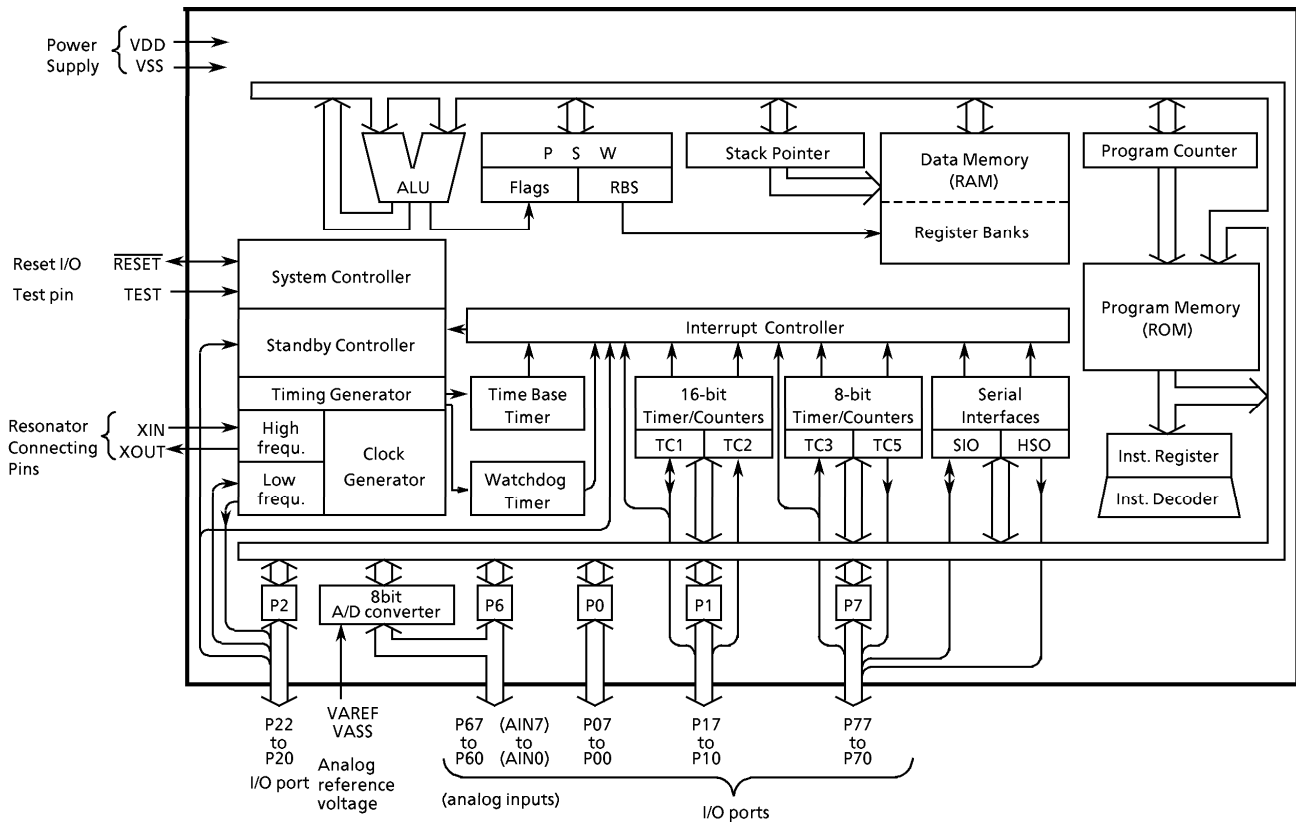 Power
Supply
VDD
VSS
P S W
Flags
RBS
ALU
Stack Pointer
Data Memory
(RAM)
Register Banks
Program Counter
Reset I/O
RESET
Test pin
TEST
System Controller
Standby Controller
Timing Generator
High
frequ.
Low
frequ.
Clock
Generator
Resonator
Connecting
Pins
XIN
XOUT
Interrupt Controller
Program Memory
(ROM)
Time Base
Timer
Watchdog
Timer
16-bit
Timer/Counters
TC1
TC2
8-bit
Timer/Counters
TC3
TC5
Serial
Interfaces
SIO
HSO
Inst. Register
Inst. Decoder
P2
8bit
A/D converter
P6
P0
P1
P7
P22
to
P20
I/O port
VAREF
VASS
Analog
reference
voltage
P67
to
P60
(AIN7)
to
(AIN0)
(analog inputs)
P07
to
P00
P17
to
P10
P77
to
P70
I/O ports